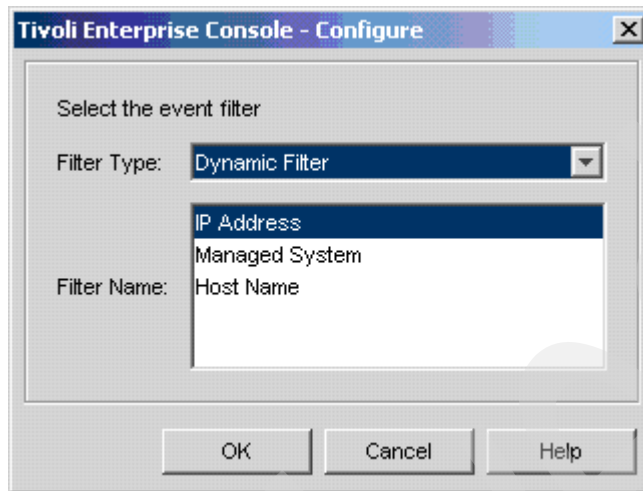 Tivoli Enterprise Console - Configure
Select the event filter
Filter Type: Dynamic Filter
IP Address
Managed System
Filter Name: Host Name
OK Cancel Help